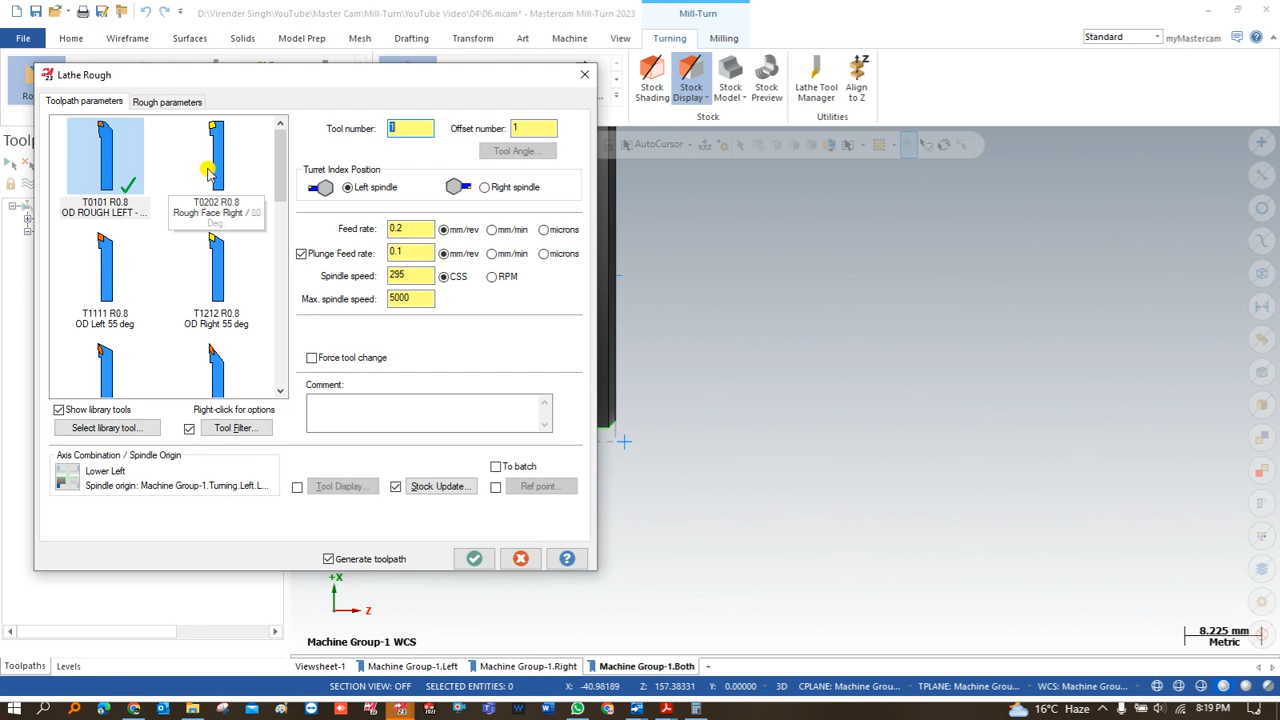 D:\Virender Singh\YouTube\Master Cam\Mill-Turn\YouTube Video\04\06.mcam* - Mastercam Mill-Turn 2023
Mill-Turn
File
Home
Wireframe
Surfaces
Solids
Model Prep
Mesh
Drafting
Transform
Art
Machine
View
Turning
Milling
Standard
myMastercam
Lathe Rough
Stock Shading
Stock Display
Stock Model
Stock Preview
Lathe Tool Manager
Align to Z
Stock
Utilities
Toolpath parameters
Rough parameters
AutoCursor
T0101 R0.8
OD ROUGH LEFT - ...
T0202 R0.8
Rough Face Right / 80
Deg.
T1111 R0.8
OD Left 55 deg
T1212 R0.8
OD Right 55 deg
Tool number:
1
Offset number:
1
Tool Angle...
Turret Index Position
Left spindle
Right spindle
Feed rate:
0.2
mm/rev
mm/min
microns
Plunge Feed rate:
0.1
mm/rev
mm/min
microns
Spindle speed:
295
CSS
RPM
Max. spindle speed:
5000
Force tool change
Comment:
Show library tools
Right-click for options
Select library tool...
Tool Filter...
Axis Combination / Spindle Origin
Lower Left
Spindle origin: Machine Group-1.Turning.Left.L...
To batch
Tool Display...
Stock Update...
Ref point...
Generate toolpath
+X
Z
Machine Group-1 WCS
8.225 mm
Metric
Toolpaths
Levels
Viewsheet-1
Machine Group-1.Left
Machine Group-1.Right
Machine Group-1.Both
+
SECTION VIEW: OFF
SELECTED ENTITIES: 0
X: -40.98189
Z: 157.38331
Y: 0.00000
3D
CPLANE: Machine Grou...
TPLANE: Machine Grou...
WCS: Machine Grou...
16°C Haze
8:19 PM